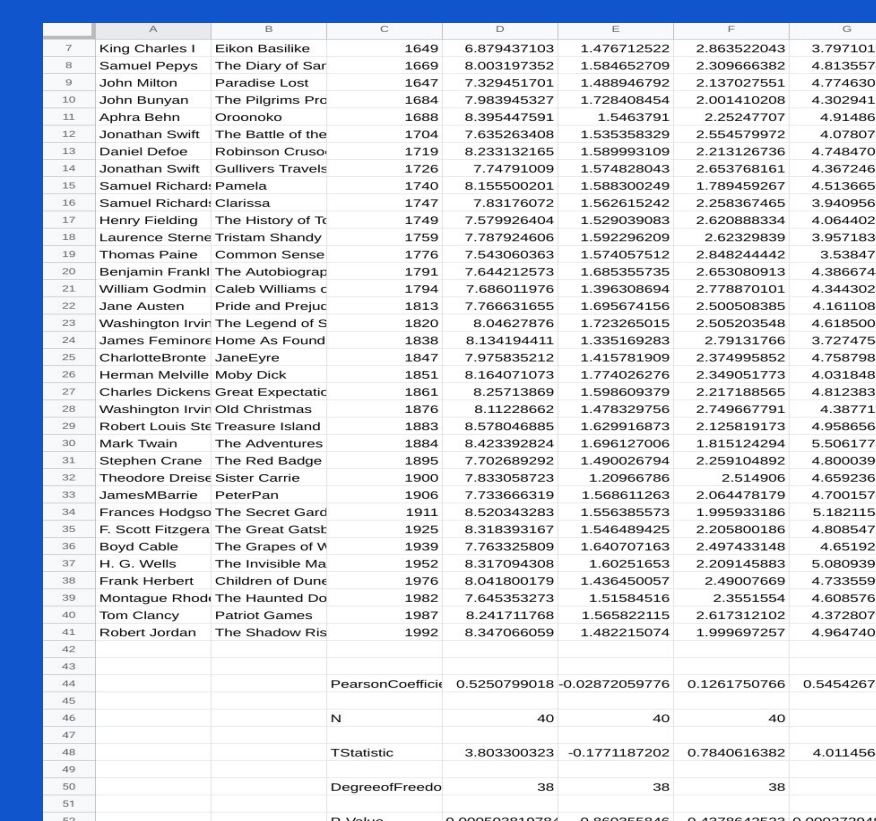 A B C D E F G
7 King Charles I Eikon Basilike 1649 6.879437103 1.476712522 2.863522043 3.797101
8 Samuel Pepys The Diary of Sar 1669 8.003197352 1.584652709 2.309666382 4.813557
9 John Milton Paradise Lost 1647 7.329451701 1.488946792 2.137027551 4.774630
10 John Bunyan The Pilgrims Pro 1684 7.983945327 1.728408454 2.001410208 4.302941
11 Aphra Behn Oroonoko 1688 8.395447591 1.5463791 2.25247707 4.91486
12 Jonathan Swift The Battle of the 1704 7.635263408 1.535358329 2.554579972 4.07807
13 Daniel Defoe Robinson Cruso 1719 8.233132165 1.589993109 2.213126736 4.748470
14 Jonathan Swift Gullivers Travels 1726 7.74791009 1.574828043 2.653768161 4.367246
15 Samuel Richards Pamela 1740 8.155500201 1.588300249 1.789459267 4.513665
16 Samuel Richards Clarissa 1747 7.83176072 1.562615242 2.258367465 3.940956
17 Henry Fielding The History of To 1749 7.579926404 1.529039083 2.620888334 4.064402
18 Laurence Sterne Tristam Shandy 1759 7.787924606 1.592296209 2.62329839 3.957183
19 Thomas Paine Common Sense 1776 7.543060363 1.574057512 2.848244442 3.53847
20 Benjamin Frankl The Autobiograp 1791 7.644212573 1.685355735 2.653080913 4.386674
21 William Godmin Caleb Williams o 1794 7.686011976 1.396308694 2.778870101 4.344302
22 Jane Austen Pride and Prejuc 1813 7.766631655 1.695674156 2.500508385 4.161108
23 Washington Irvin The Legend of S 1820 8.04627876 1.723265015 2.505203548 4.618500
24 James Feminore Home As Found 1838 8.134194411 1.335169283 2.79131766 3.727475
25 CharlotteBronte JaneEyre 1847 7.975835212 1.415781909 2.374995852 4.758798
26 Herman Melville Moby Dick 1851 8.164071073 1.774026276 2.349051773 4.031848
27 Charles Dickens Great Expectatic 1861 8.25713869 1.598609379 2.217188565 4.812383
28 Washington Irvin Old Christmas 1876 8.11228662 1.478329756 2.749667791 4.38771
29 Robert Louis Ste Treasure Island 1883 8.578046885 1.629916873 2.125819173 4.958656
30 Mark Twain The Adventures 1884 8.423392824 1.696127006 1.815124294 5.506177
31 Stephen Crane The Red Badge 1895 7.702689292 1.490026794 2.259104892 4.800039
32 Theodore Dreise Sister Carrie 1900 7.833058723 1.20966786 2.514906 4.659236
33 JamesMBarrie PeterPan 1906 7.733666319 1.568611263 2.064478179 4.700157
34 Frances Hodgso The Secret Gard 1911 8.520343283 1.556385573 1.995933186 5.182115
35 F. Scott Fitzgera The Great Gatsb 1925 8.318393167 1.546489425 2.205800186 4.808547
36 Boyd Cable The Grapes of W 1939 7.763325809 1.640707163 2.497433148 4.65192
37 H. G. Wells The Invisible Ma 1952 8.317094308 1.60251653 2.209145883 5.080939
38 Frank Herbert Children of Dune 1976 8.041800179 1.436450057 2.49007669 4.733559
39 Montague Rhode The Haunted Do 1982 7.645353273 1.51584516 2.3551554 4.608576
40 Tom Clancy Patriot Games 1987 8.241711768 1.565822115 2.617312102 4.372807
41 Robert Jordan The Shadow Ris 1992 8.347066059 1.482215074 1.999697257 4.964740
42
43
44 PearsonCoefficie 0.5250799018 -0.02872059776 0.1261750766 0.5454267
45
46 N 40 40 40
47
48 TStatistic 3.803300323 -0.1771187202 0.7840616382 4.011456
49
50 DegreeofFreedo 38 38 38
51